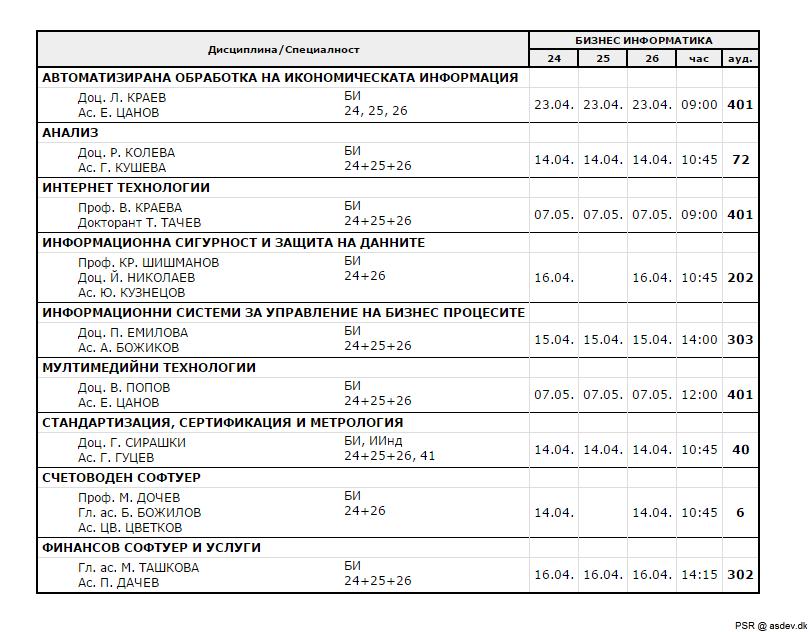 Дисциплина/Специалност БИЗНЕС ИНФОРМАТИКА
24 25 26 час ауд.
АВТОМАТИЗИРАНА ОБРАБОТКА НА ИКОНОМИЧЕСКАТА ИНФОРМАЦИЯ
Доц. Л. КРАЕВ БИ
Ас. Е. ЦАНОВ 24, 25, 26
23.04. 23.04. 23.04. 09:00 401
АНАЛИЗ
Доц. Р. КОЛЕВА БИ
Ас. Г. КУШЕВА 24+25+26
14.04. 14.04. 14.04. 10:45 72
ИНТЕРНЕТ ТЕХНОЛОГИИ
Проф. В. КРАЕВА БИ
Докторант Т. ТАЧЕВ 24+25+26
07.05. 07.05. 07.05. 09:00 401
ИНФОРМАЦИОННА СИГУРНОСТ И ЗАЩИТА НА ДАННИТЕ
Проф. КР. ШИШМАНОВ БИ
Доц. Й. НИКОЛАЕВ 24+26
Ас. Ю. КУЗНЕЦОВ
16.04. 16.04. 10:45 202
ИНФОРМАЦИОННИ СИСТЕМИ ЗА УПРАВЛЕНИЕ НА БИЗНЕС ПРОЦЕСИТЕ
Доц. П. ЕМИЛОВА БИ
Ас. А. БОЖИКОВ 24+25+26
15.04. 15.04. 15.04. 14:00 303
МУЛТИМЕДИЙНИ ТЕХНОЛОГИИ
Доц. В. ПОПОВ БИ
Ас. Е. ЦАНОВ 24+25+26
07.05. 07.05. 07.05. 12:00 401
СТАНДАРТИЗАЦИЯ, СЕРТИФИКАЦИЯ И МЕТРОЛОГИЯ
Доц. Г. СИРАШКИ БИ, ИИнд
Ас. Г. ГУЦЕВ 24+25+26, 41
14.04. 14.04. 14.04. 10:45 40
СЧЕТОВОДЕН СОФТУЕР
Проф. М. ДОЧЕВ БИ
Гл. ас. Б. БОЖИЛОВ 24+26
Ас. ЦВ. ЦВЕТКОВ
14.04. 14.04. 10:45 6
ФИНАНСОВ СОФТУЕР И УСЛУГИ
Гл. ас. М. ТАШКОВА БИ
Ас. П. ДАЧЕВ 24+25+26
16.04. 16.04. 16.04. 14:15 302
PSR @ asdev.dk